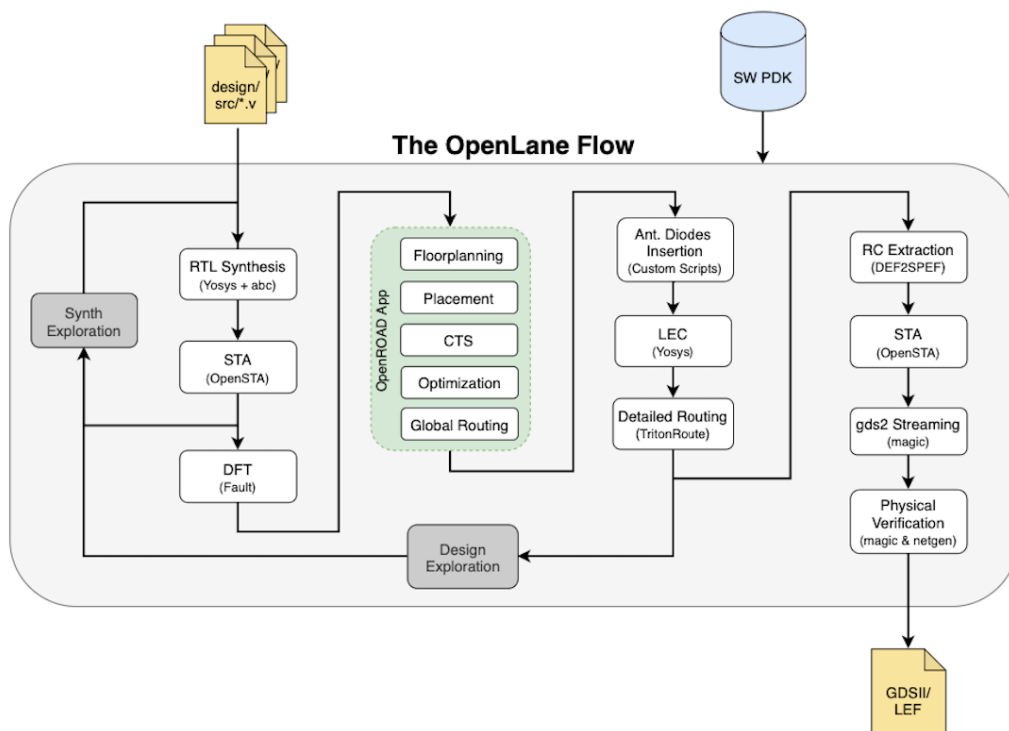 design/
src/*.v
SW PDK
The OpenLane Flow
RTL Synthesis
(Yosys + abc)
Synth
Exploration
STA
(OpenSTA)
DFT
(Fault)
OpenROAD App
Floorplanning
Placement
CTS
Optimization
Global Routing
Design
Exploration
Ant. Diodes
Insertion
(Custom Scripts)
LEC
(Yosys)
Detailed Routing
(TritonRoute)
RC Extraction
(DEF2SPEF)
STA
(OpenSTA)
gds2 Streaming
(magic)
Physical
Verification
(magic & netgen)
GDSII/
LEF